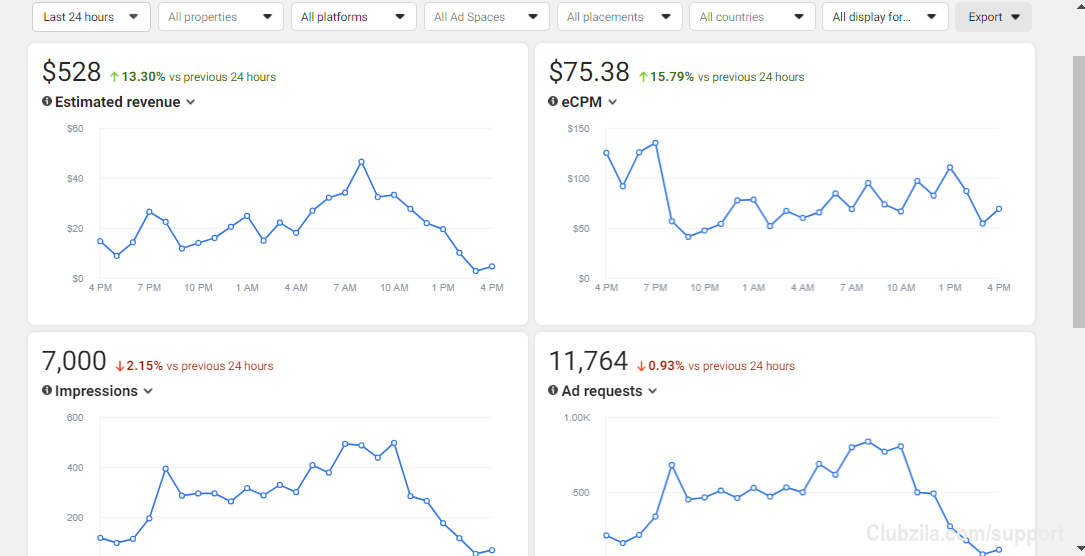 Last 24 hours All properties All platforms All Ad Spaces All placements All countries All display for... Export
$528 13.30% vs previous 24 hours
Estimated revenue
$60
$40
$20
$0
4 PM 7 PM 10 PM 1 AM 4 AM 7 AM 10 AM 1 PM 4 PM
$75.38 15.79% vs previous 24 hours
eCPM
$150
$100
$50
$0
4 PM 7 PM 10 PM 1 AM 4 AM 7 AM 10 AM 1 PM 4 PM
7,000 2.15% vs previous 24 hours
Impressions
600
400
200
11,764 0.93% vs previous 24 hours
Ad requests
1.00K
500
Clubzila.com/support